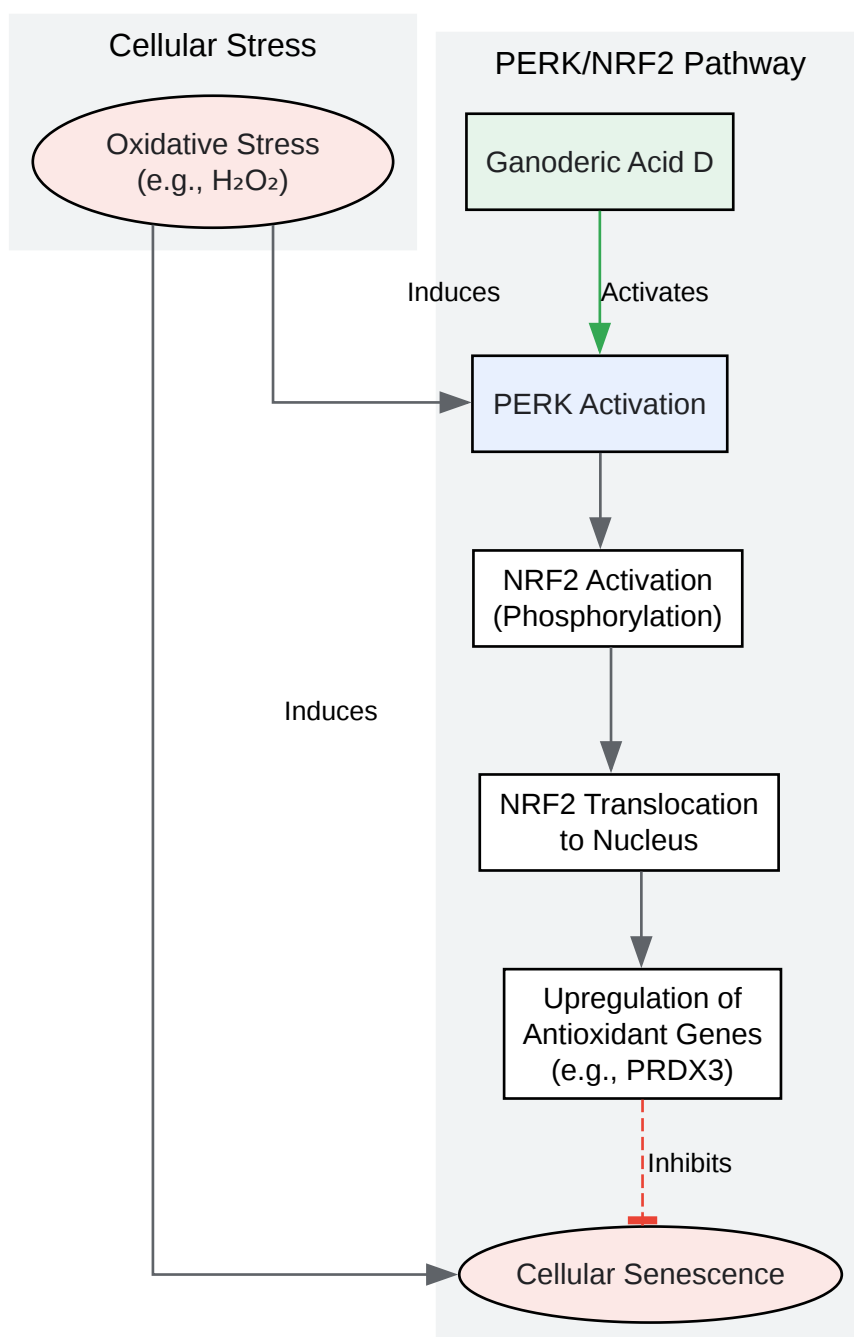 Cellular Stress
PERK/NRF2 Pathway
Oxidative Stress
(e.g., H₂O₂)
Ganoderic Acid D
Induces
Activates
PERK Activation
NRF2 Activation
(Phosphorylation)
Induces
NRF2 Translocation
to Nucleus
Upregulation of
Antioxidant Genes
(e.g., PRDX3)
Inhibits
Cellular Senescence